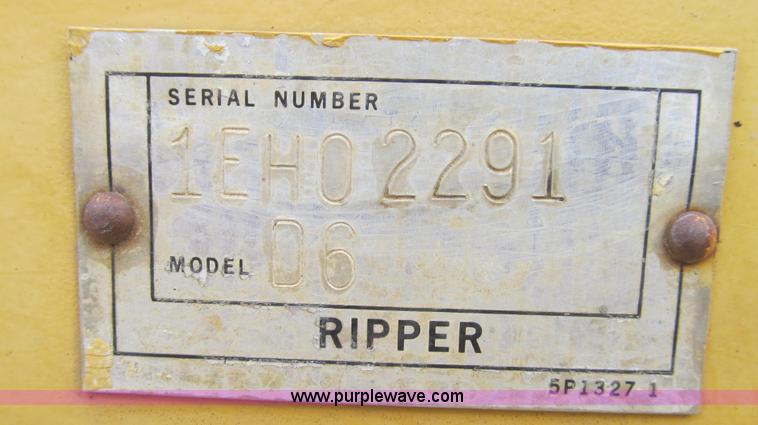 SERIAL NUMBER
1EH02291
MODEL D6
RIPPER
5P1327 1
www.purplewave.com